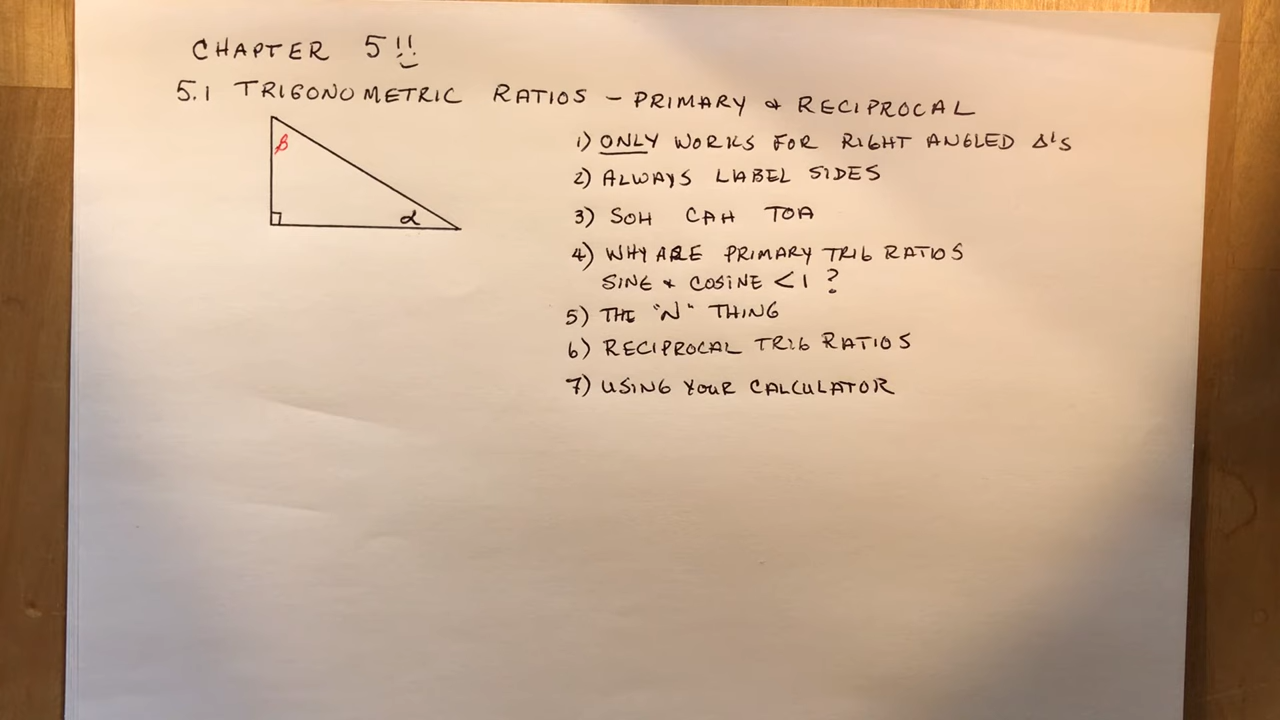 CHAPTER 5!!
5.1 TRIGONOMETRIC RATIOS - PRIMARY & RECIPROCAL
β
α
1) ONLY WORKS FOR RIGHT ANGLED Δ'S
2) ALWAYS LABEL SIDES
3) SOH CAH TOA
4) WHY ARE PRIMARY TRIG RATIOS
SINE & COSINE < 1 ?
5) THE "N" THING
6) RECIPROCAL TRIG RATIOS
7) USING YOUR CALCULATOR